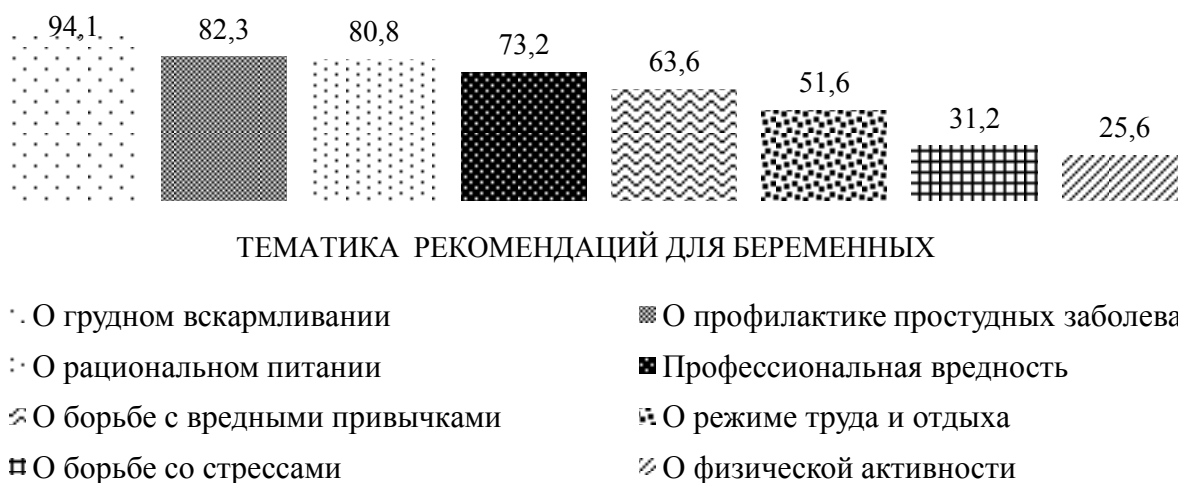 94,1 82,3 80,8 73,2 63,6 51,6 31,2 25,6
ТЕМАТИКА РЕКОМЕНДАЦИЙ ДЛЯ БЕРЕМЕННЫХ
О грудном вскармливании О профилактике простудных заболева
О рациональном питании Профессиональная вредность
О борьбе с вредными привычками О режиме труда и отдыха
О борьбе со стрессами О физической активности